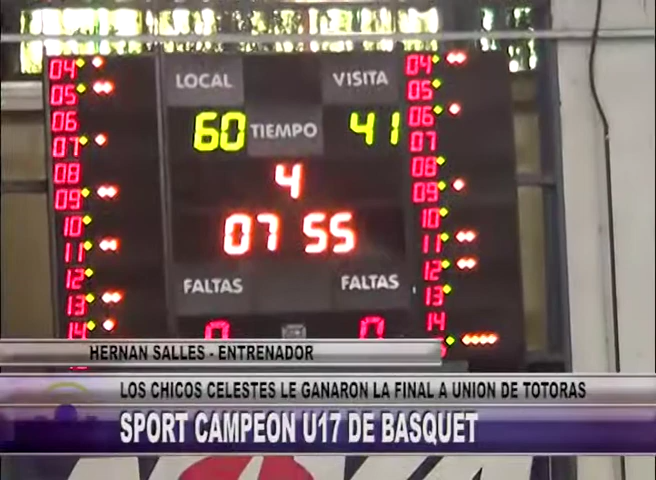 LOCAL VISITA
60 TIEMPO 41
4
07 55
FALTAS FALTAS
04 04
05 05
06 06
07 07
08 08
09 09
10 10
11 11
12 12
13 13
14 14
HERNAN SALLES - ENTRENADOR
LOS CHICOS CELESTES LE GANARON LA FINAL A UNION DE TOTORAS
SPORT CAMPEON U17 DE BASQUET